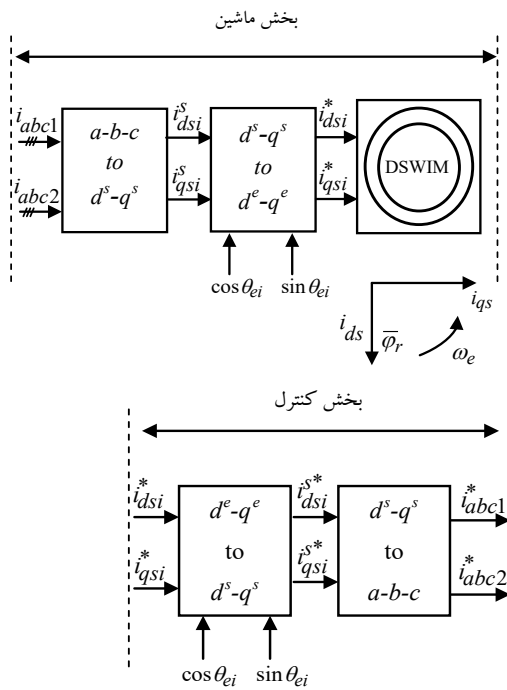 بخش ماشین
i_abc1
i_abc2
a-b-c
to
d^s-q^s
i^s_dsi
i^s_qsi
d^s-q^s
to
d^e-q^e
i^*_dsi
i^*_qsi
DSWIM
cos θ_ei
sin θ_ei
i_qs
i_ds
φ̅_r
ω_e
بخش کنترل
i^*_dsi
i^*_qsi
d^e-q^e
to
d^s-q^s
i^s*_dsi
i^s*_qsi
d^s-q^s
to
a-b-c
i^*_abc1
i^*_abc2
cos θ_ei
sin θ_ei